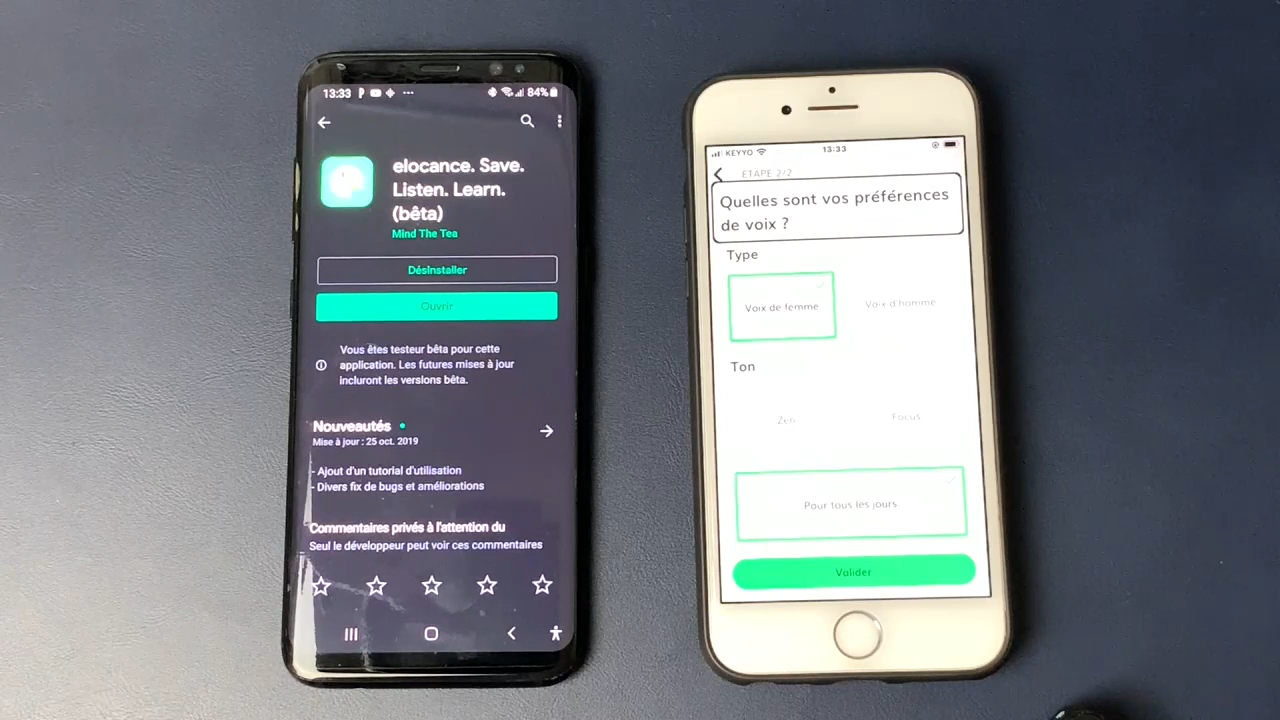 13:33
84%
elocance. Save.
Listen. Learn.
(bêta)
Mind The Tea
Désinstaller
Ouvrir
Vous êtes testeur bêta pour cette
application. Les futures mises à jour
incluront les versions bêta.
Nouveautés
Mise à jour : 25 oct. 2019
- Ajout d'un tutorial d'utilisation
- Divers fix de bugs et améliorations
Commentaires privés à l'attention du
Seul le développeur peut voir ces commentaires
KEYYO
13:33
ETAPE 2/2
Quelles sont vos préférences
de voix ?
Type
Voix de femme
Voix d'homme
Ton
Zen
Focus
Pour tous les jours
Valider